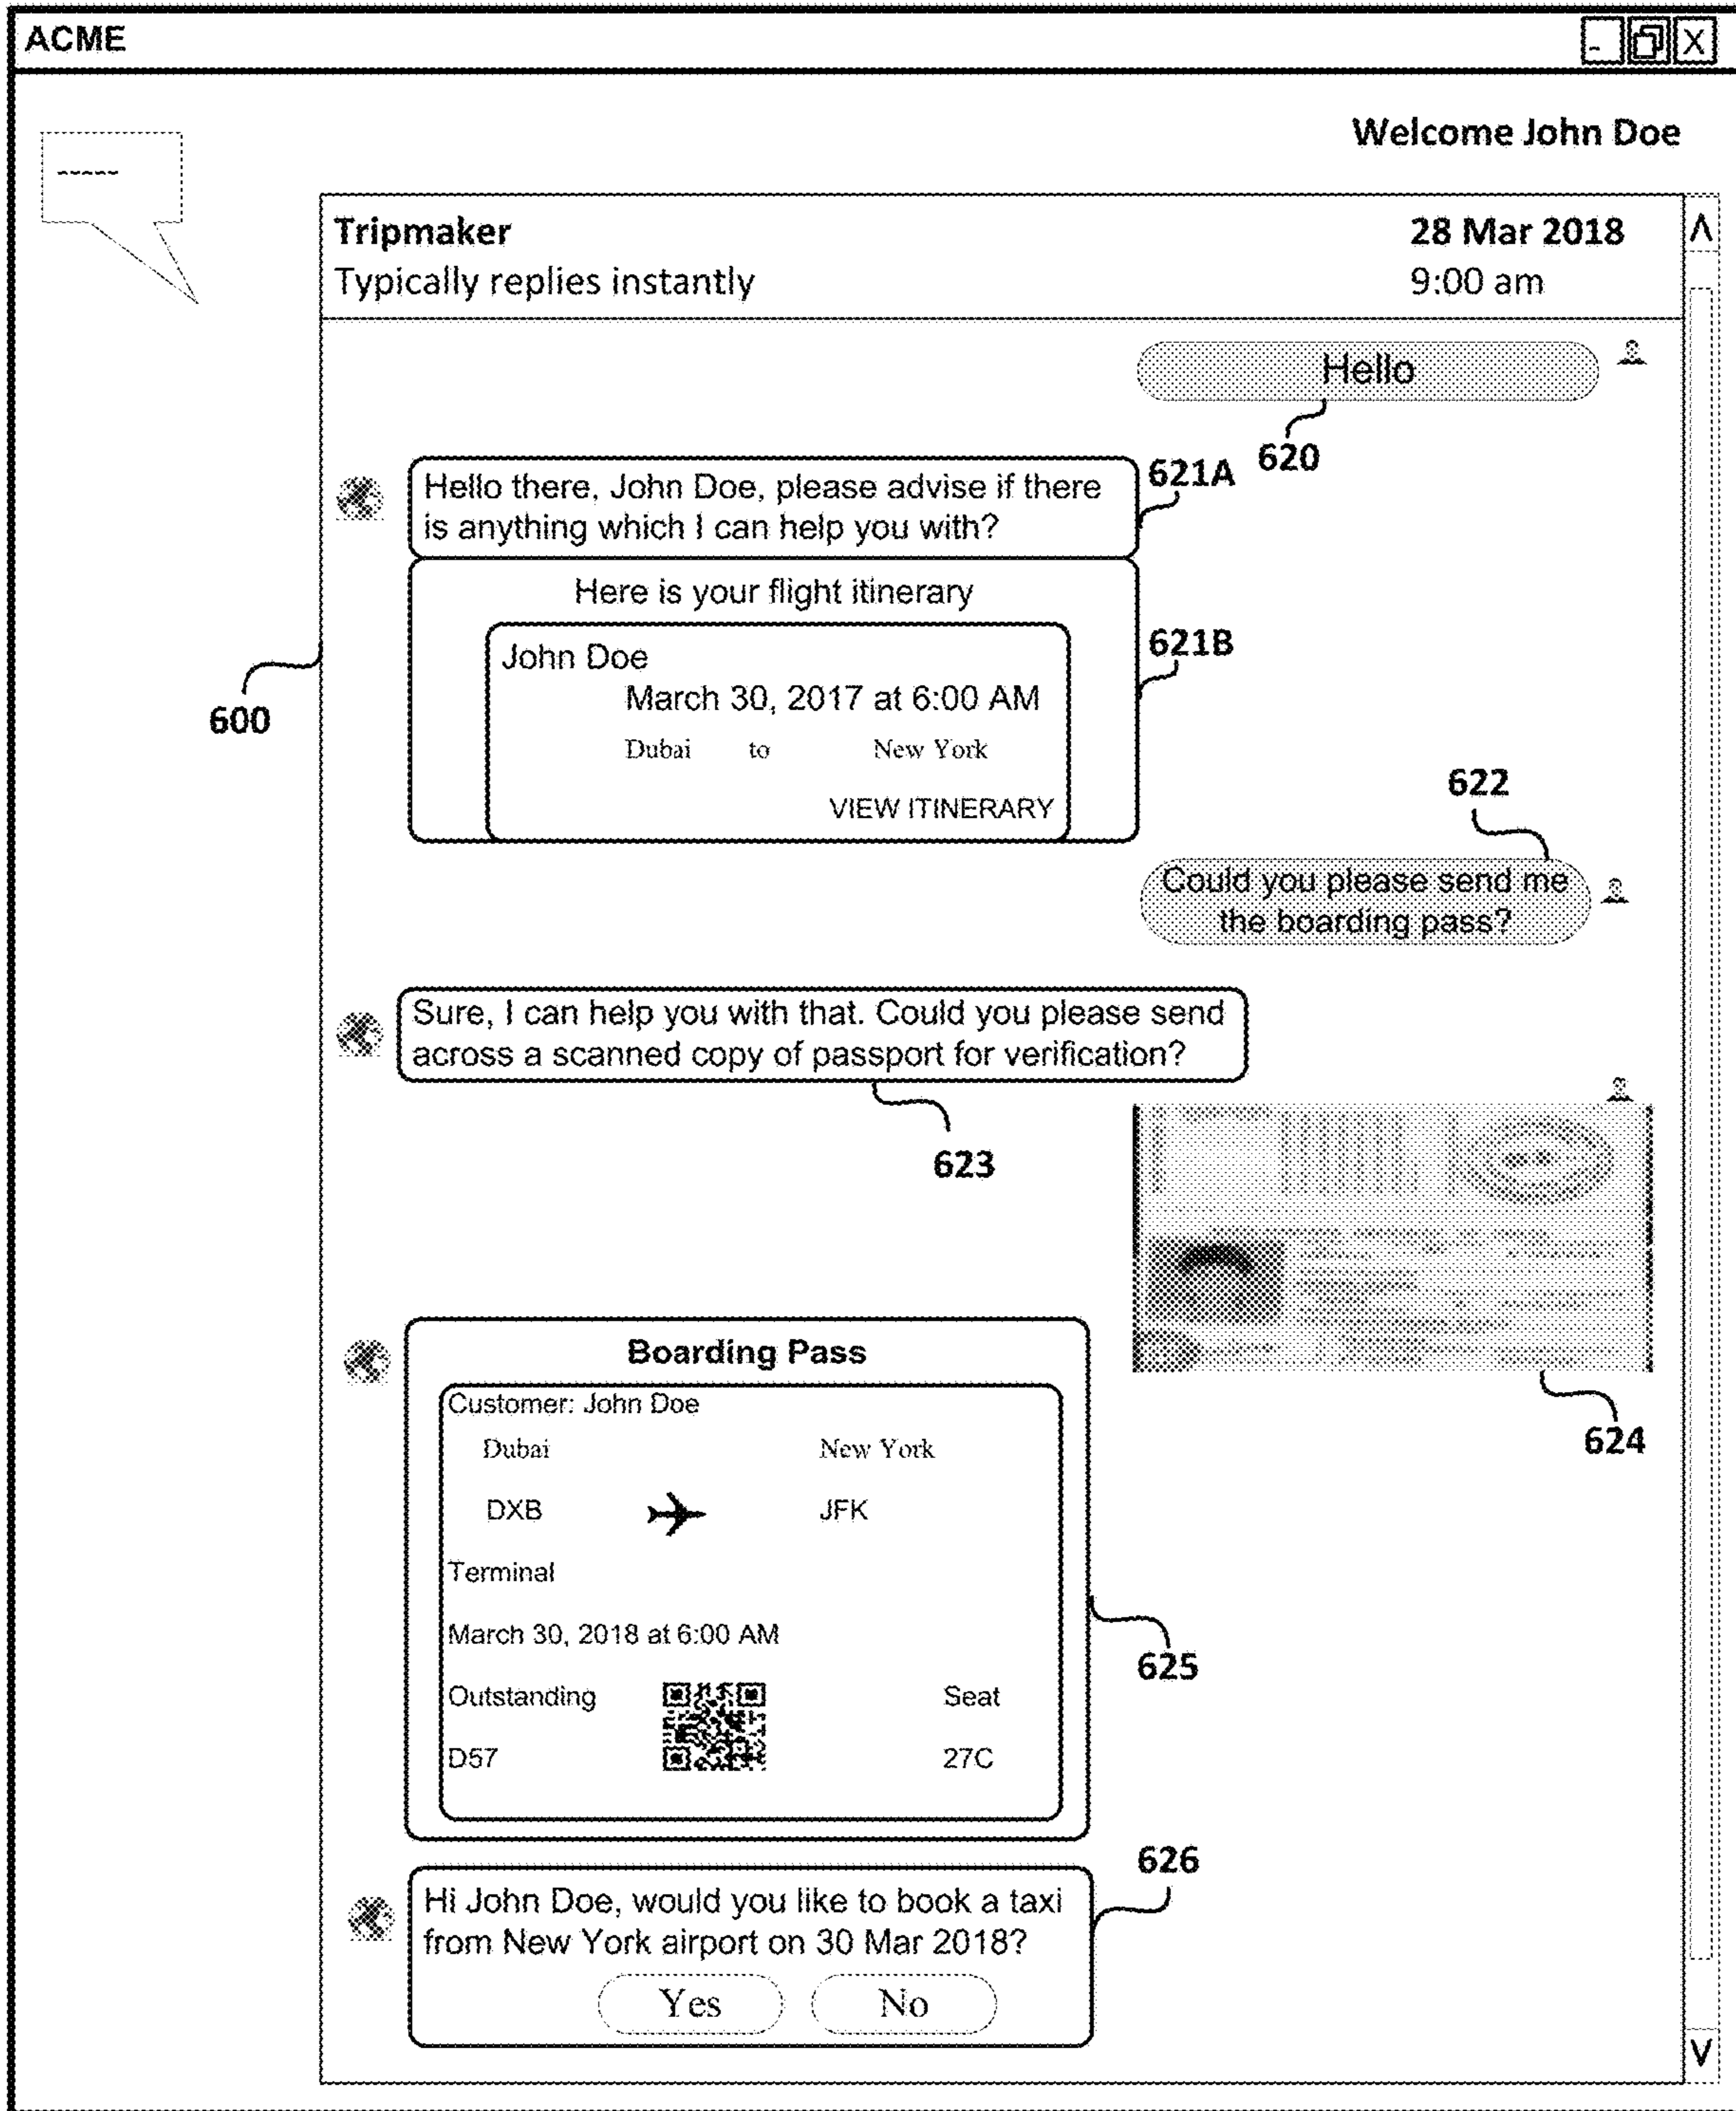 ACME
- X
Welcome John Doe
-----
Tripmaker 28 Mar 2018
Typically replies instantly 9:00 am
Hello
620
Hello there, John Doe, please advise if there
is anything which I can help you with?
621A
Here is your flight itinerary
John Doe
621B
March 30, 2017 at 6:00 AM
600
Dubai to New York
VIEW ITINERARY
622
Could you please send me
the boarding pass?
Sure, I can help you with that. Could you please send
across a scanned copy of passport for verification?
623
624
Boarding Pass
Customer: John Doe
Dubai New York
DXB JFK
Terminal
March 30, 2018 at 6:00 AM
625
Outstanding Seat
D57 27C
626
Hi John Doe, would you like to book a taxi
from New York airport on 30 Mar 2018?
Yes No